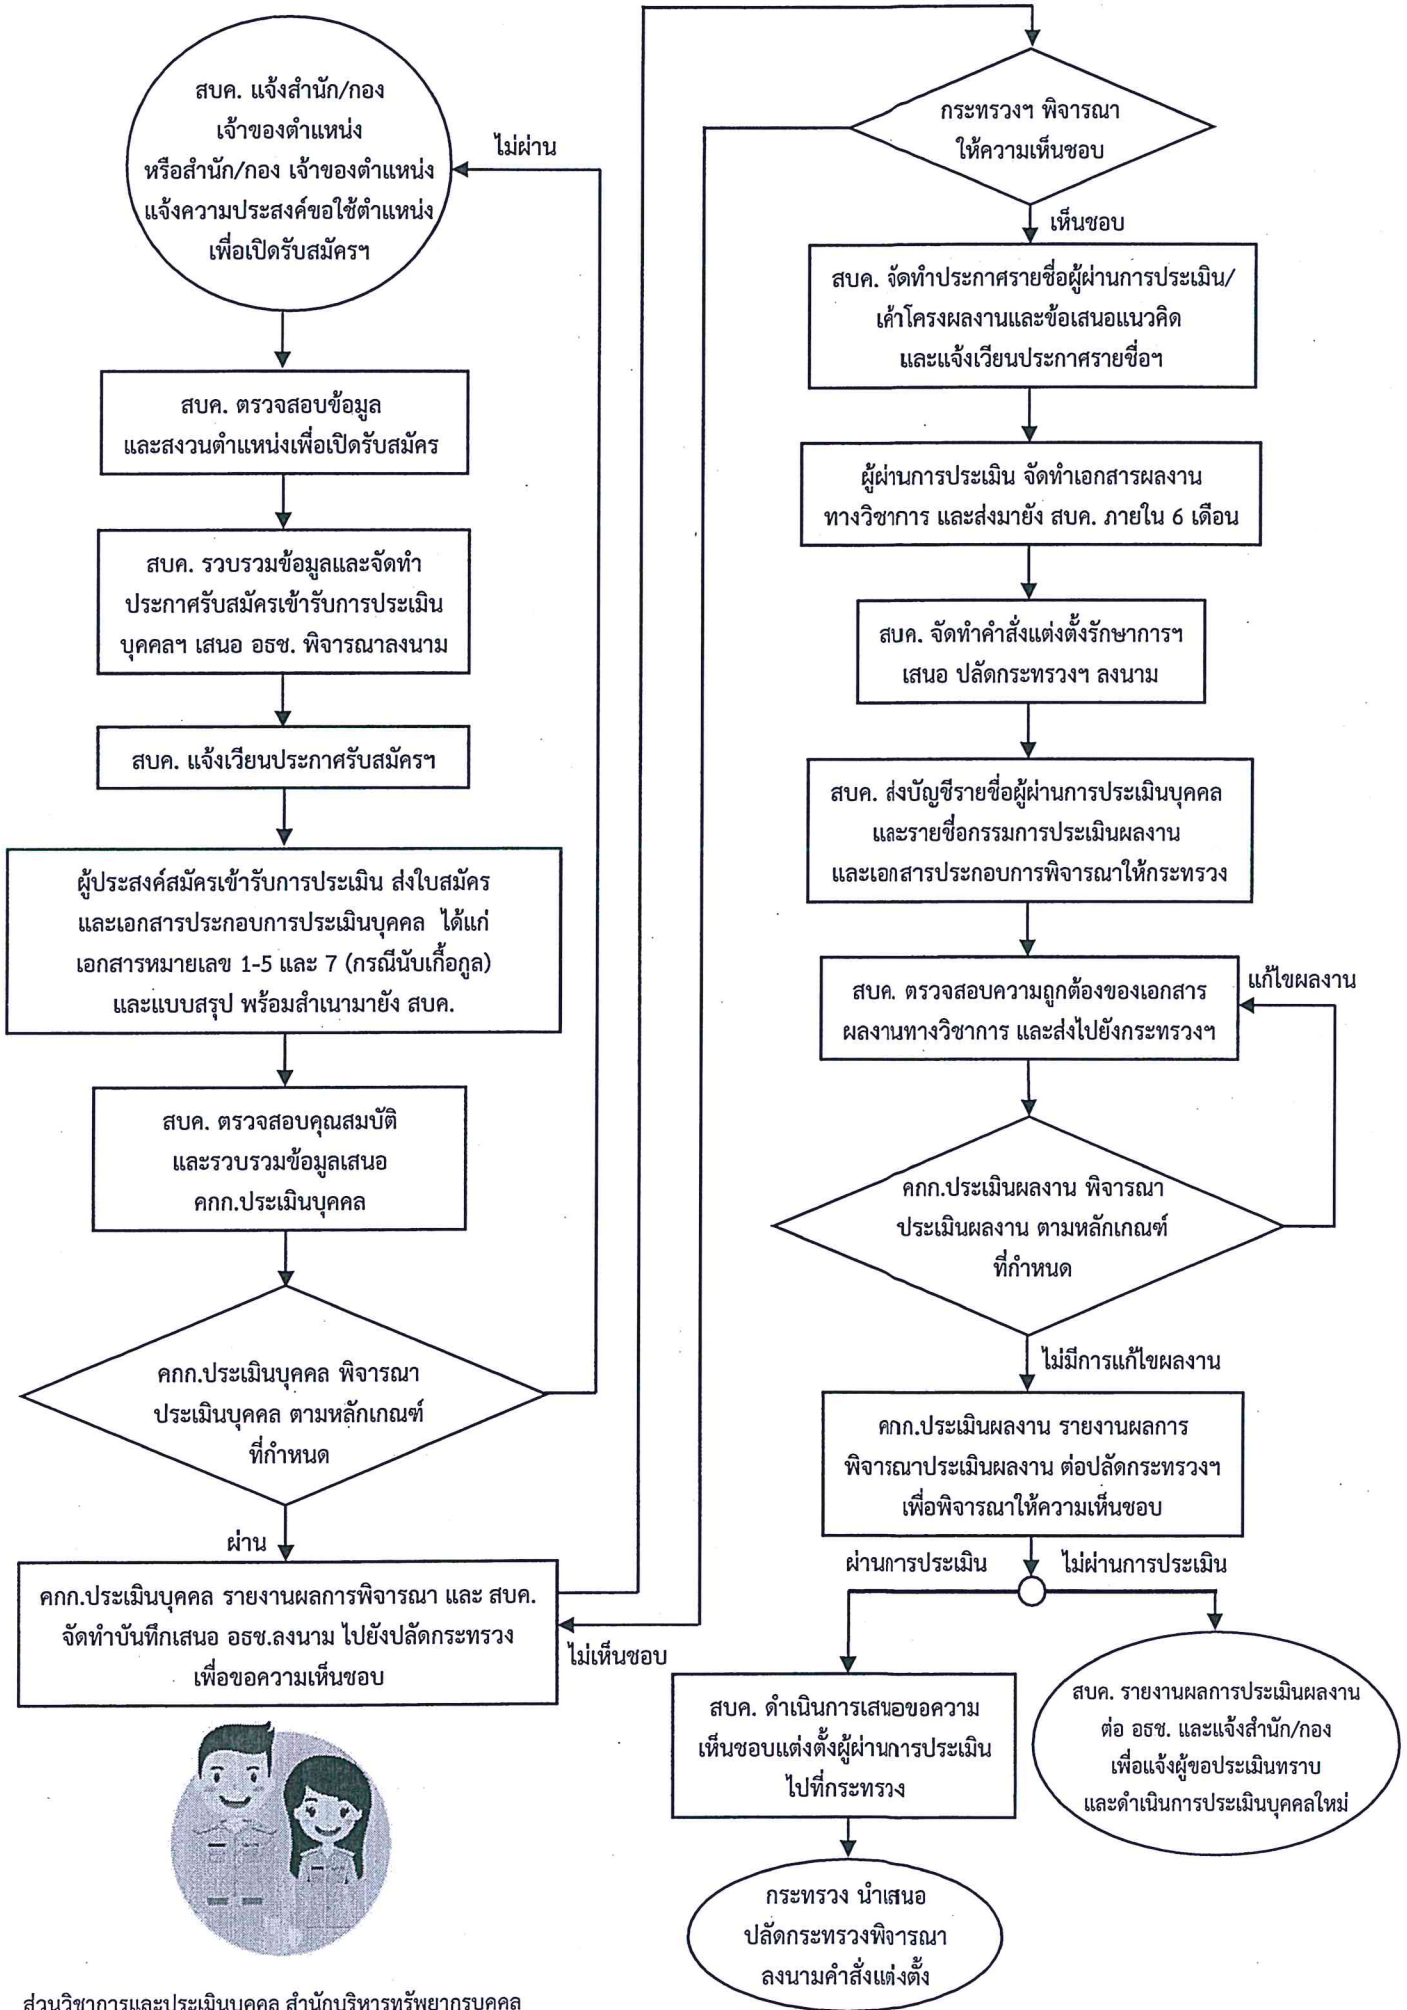 สบค. แจ้งสำนัก/กอง
เจ้าของตำแหน่ง
หรือสำนัก/กอง เจ้าของตำแหน่ง
แจ้งความประสงค์ขอใช้ตำแหน่ง
เพื่อเปิดรับสมัครฯ
ไม่ผ่าน
สบค. ตรวจสอบข้อมูล
และสงวนตำแหน่งเพื่อเปิดรับสมัคร
สบค. รวบรวมข้อมูลและจัดทำ
ประกาศรับสมัครเข้ารับการประเมิน
บุคคลฯ เสนอ อธช. พิจารณาลงนาม
สบค. แจ้งเวียนประกาศรับสมัครฯ
ผู้ประสงค์สมัครเข้ารับการประเมิน ส่งใบสมัคร
และเอกสารประกอบการประเมินบุคคล ได้แก่
เอกสารหมายเลข 1-5 และ 7 (กรณีนับเกื้อกูล)
และแบบสรุป พร้อมสำเนามายัง สบค.
สบค. ตรวจสอบคุณสมบัติ
และรวบรวมข้อมูลเสนอ
คกก.ประเมินบุคคล
คกก.ประเมินบุคคล พิจารณา
ประเมินบุคคล ตามหลักเกณฑ์
ที่กำหนด
ผ่าน
คกก.ประเมินบุคคล รายงานผลการพิจารณา และ สบค.
จัดทำบันทึกเสนอ อธช.ลงนาม ไปยังปลัดกระทรวง
เพื่อขอความเห็นชอบ
ไม่เห็นชอบ
กระทรวงฯ พิจารณา
ให้ความเห็นชอบ
เห็นชอบ
สบค. จัดทำประกาศรายชื่อผู้ผ่านการประเมิน/
เค้าโครงผลงานและข้อเสนอแนวคิด
และแจ้งเวียนประกาศรายชื่อฯ
ผู้ผ่านการประเมิน จัดทำเอกสารผลงาน
ทางวิชาการ และส่งมายัง สบค. ภายใน 6 เดือน
สบค. จัดทำคำสั่งแต่งตั้งรักษาการฯ
เสนอ ปลัดกระทรวงฯ ลงนาม
สบค. ส่งบัญชีรายชื่อผู้ผ่านการประเมินบุคคล
และรายชื่อกรรมการประเมินผลงาน
และเอกสารประกอบการพิจารณาให้กระทรวง
สบค. ตรวจสอบความถูกต้องของเอกสาร
ผลงานทางวิชาการ และส่งไปยังกระทรวงฯ
แก้ไขผลงาน
คกก.ประเมินผลงาน พิจารณา
ประเมินผลงาน ตามหลักเกณฑ์
ที่กำหนด
ไม่มีการแก้ไขผลงาน
คกก.ประเมินผลงาน รายงานผลการ
พิจารณาประเมินผลงาน ต่อปลัดกระทรวงฯ
เพื่อพิจารณาให้ความเห็นชอบ
ผ่านการประเมิน
ไม่ผ่านการประเมิน
สบค. ดำเนินการเสนอขอความ
เห็นชอบแต่งตั้งผู้ผ่านการประเมิน
ไปที่กระทรวง
สบค. รายงานผลการประเมินผลงาน
ต่อ อธช. และแจ้งสำนัก/กอง
เพื่อแจ้งผู้ขอประเมินทราบ
และดำเนินการประเมินบุคคลใหม่
กระทรวง นำเสนอ
ปลัดกระทรวงพิจารณา
ลงนามคำสั่งแต่งตั้ง
ส่วนวิชาการและประเมินบุคคล สำนักบริหารทรัพยากรบุคคล